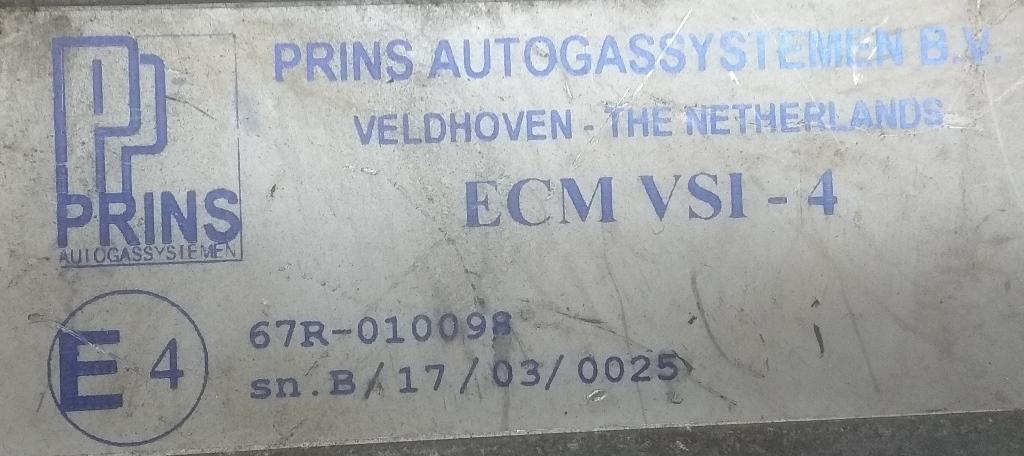 PRINS AUTOGASSYSTEMEN B.V.
VELDHOVEN - THE NETHERLANDS
ECM VSI - 4
PRINS
AUTOGASSYSTEMEN
E 4
67R-010098
sn.B/17/03/0025